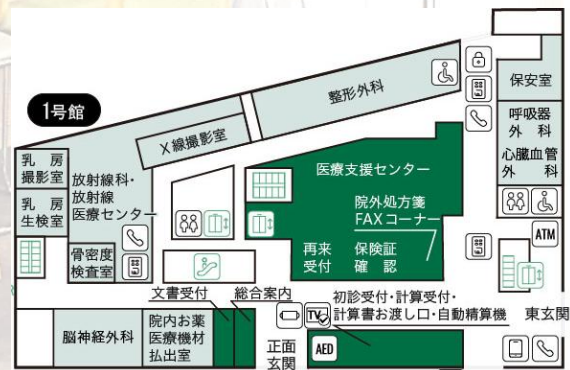 1号館
整形外科
保安室
X線撮影室
呼吸器
外 科
心臓血管
外 科
乳 房
撮影室
放射線科・
放射線
医療センター
医療支援センター
乳 房
生検室
院外処方箋
FAXコーナー
ATM
骨密度
検査室
再来
受付
保険証
確 認
文書受付
総合案内
初診受付・計算受付・
計算書お渡し口・自動精算機
東玄関
脳神経外科
院内お薬
医療機材
払出室
正面
玄関
TV
AED